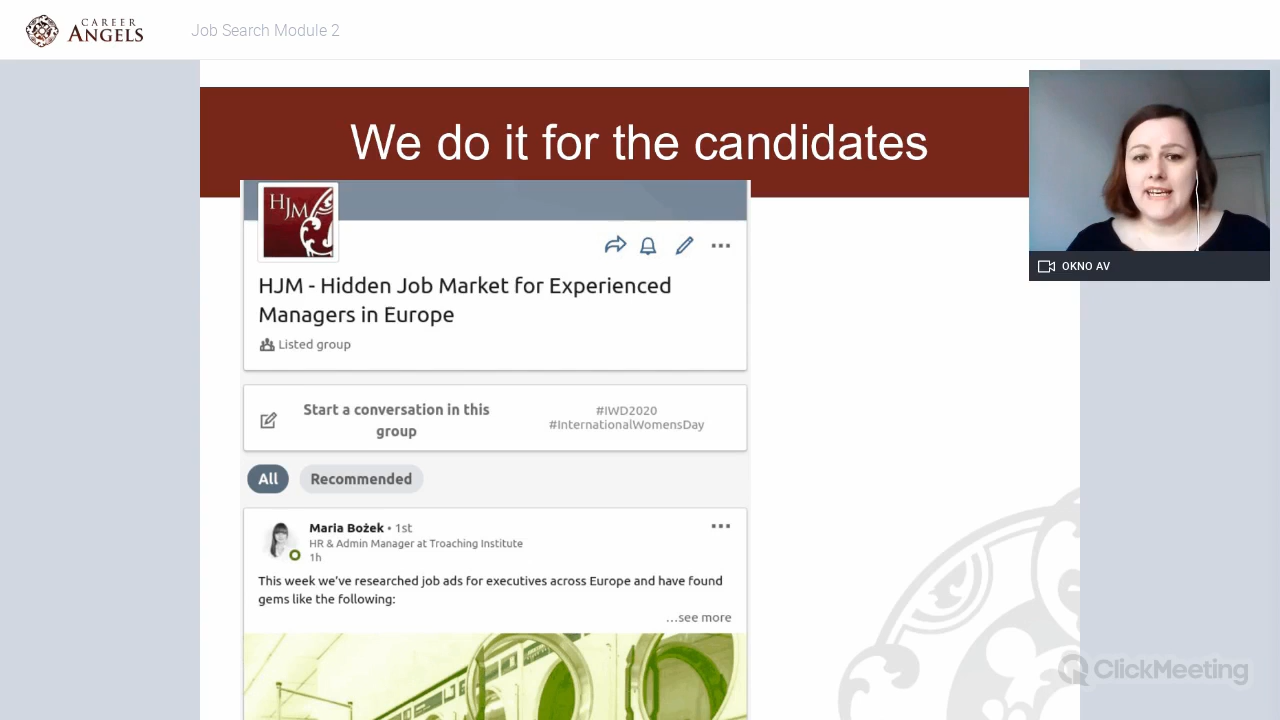 CAREER
ANGELS
Job Search Module 2
We do it for the candidates
HJM
OKNO AV
HJM - Hidden Job Market for Experienced
Managers in Europe
Listed group
Start a conversation in this
group
#IWD2020
#InternationalWomensDay
All
Recommended
Maria Bożek • 1st
HR & Admin Manager at Troaching Institute
1h
This week we've researched job ads for executives across Europe and have found
gems like the following:
...see more
ClickMeeting